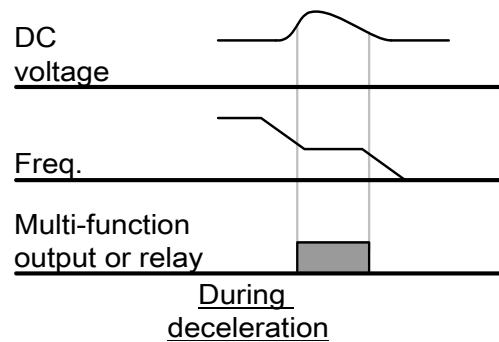 DC
voltage
Freq.
Multi-function
output or relay
During
deceleration